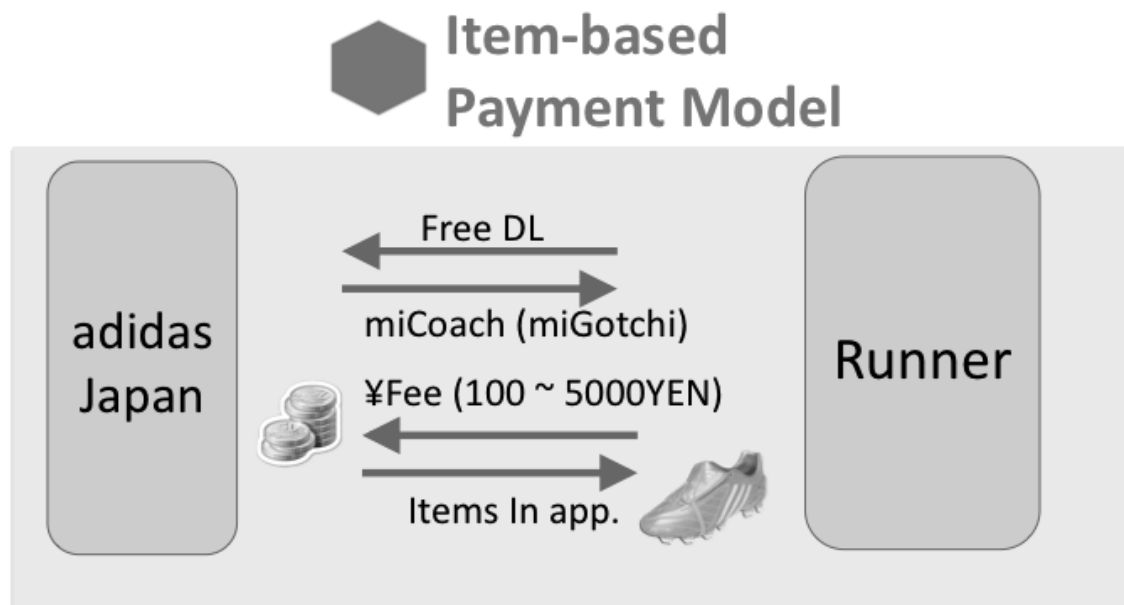 Item-based
Payment Model
adidas
Japan
Free DL
miCoach (miGotchi)
¥Fee (100 ~ 5000YEN)
Items In app.
Runner